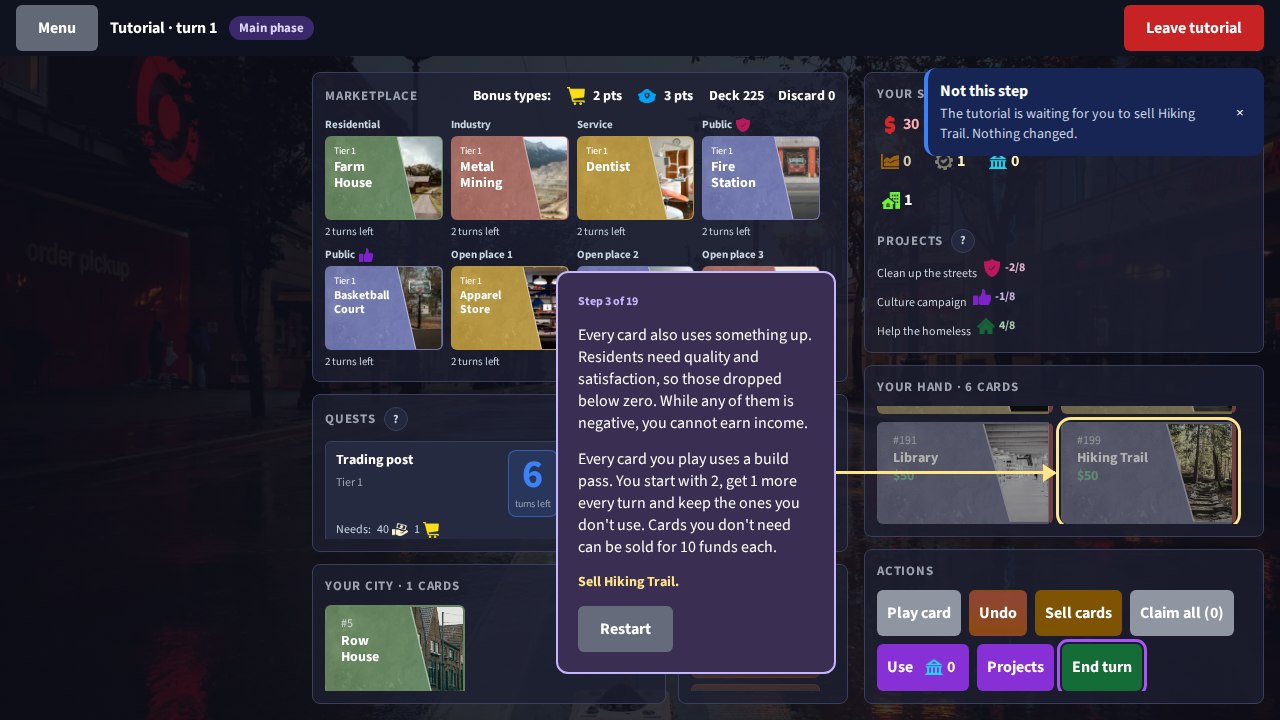 Menu
Tutorial · turn 1
Main phase
Leave tutorial
MARKETPLACE
Bonus types:
2 pts
3 pts
Deck 225
Discard 0
Residential
Industry
Service
Public
Tier 1
Farm
House
Tier 1
Metal
Mining
Tier 1
Dentist
Tier 1
Fire
Station
2 turns left
2 turns left
2 turns left
2 turns left
Public
Open place 1
Open place 2
Open place 3
Tier 1
Basketball
Court
Tier 1
Apparel
Store
2 turns left
2 turns left
QUESTS
?
Trading post
Tier 1
6
turns left
Needs: 40
1
YOUR CITY · 1 CARDS
#5
Row
House
Step 3 of 19
Every card also uses something up.
Residents need quality and
satisfaction, so those dropped
below zero. While any of them is
negative, you cannot earn income.
Every card you play uses a build
pass. You start with 2, get 1 more
every turn and keep the ones you
don't use. Cards you don't need
can be sold for 10 funds each.
Sell Hiking Trail.
Restart
YOUR S
30
Not this step
The tutorial is waiting for you to sell Hiking
Trail. Nothing changed.
×
0
1
0
1
PROJECTS
?
Clean up the streets
-2/8
Culture campaign
-1/8
Help the homeless
4/8
YOUR HAND · 6 CARDS
#191
Library
$50
#199
Hiking Trail
$50
ACTIONS
Play card
Undo
Sell cards
Claim all (0)
Use
0
Projects
End turn
order pickup